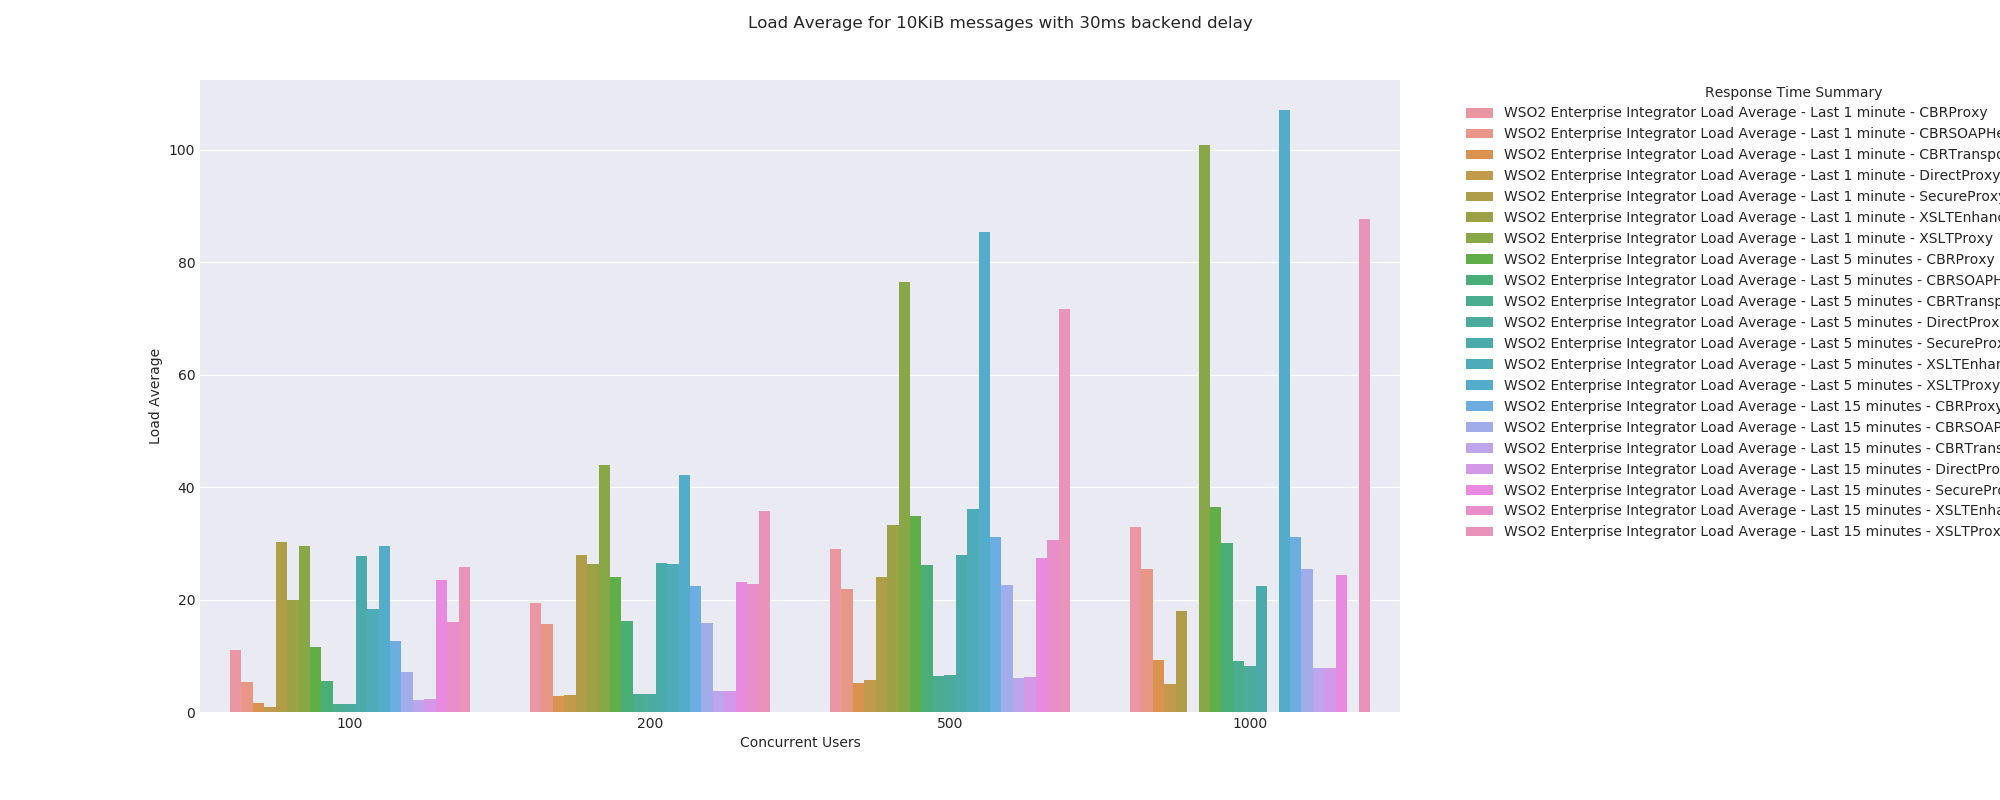 Load Average for 10KiB messages with 30ms backend delay
Response Time Summary
WSO2 Enterprise Integrator Load Average - Last 1 minute - CBRProxy
WSO2 Enterprise Integrator Load Average - Last 1 minute - CBRSOAPHe
WSO2 Enterprise Integrator Load Average - Last 1 minute - CBRTranspo
WSO2 Enterprise Integrator Load Average - Last 1 minute - DirectProxy
WSO2 Enterprise Integrator Load Average - Last 1 minute - SecureProxy
WSO2 Enterprise Integrator Load Average - Last 1 minute - XSLTEnhanc
WSO2 Enterprise Integrator Load Average - Last 1 minute - XSLTProxy
WSO2 Enterprise Integrator Load Average - Last 5 minutes - CBRProxy
WSO2 Enterprise Integrator Load Average - Last 5 minutes - CBRSOAPH
WSO2 Enterprise Integrator Load Average - Last 5 minutes - CBRTransp
WSO2 Enterprise Integrator Load Average - Last 5 minutes - DirectProx
WSO2 Enterprise Integrator Load Average - Last 5 minutes - SecureProx
WSO2 Enterprise Integrator Load Average - Last 5 minutes - XSLTEnhan
WSO2 Enterprise Integrator Load Average - Last 5 minutes - XSLTProxy
WSO2 Enterprise Integrator Load Average - Last 15 minutes - CBRProxy
WSO2 Enterprise Integrator Load Average - Last 15 minutes - CBRSOAP
WSO2 Enterprise Integrator Load Average - Last 15 minutes - CBRTrans
WSO2 Enterprise Integrator Load Average - Last 15 minutes - DirectPro
WSO2 Enterprise Integrator Load Average - Last 15 minutes - SecurePro
WSO2 Enterprise Integrator Load Average - Last 15 minutes - XSLTEnha
WSO2 Enterprise Integrator Load Average - Last 15 minutes - XSLTProx
Load Average
100
80
60
40
20
0
100
200
500
1000
Concurrent Users